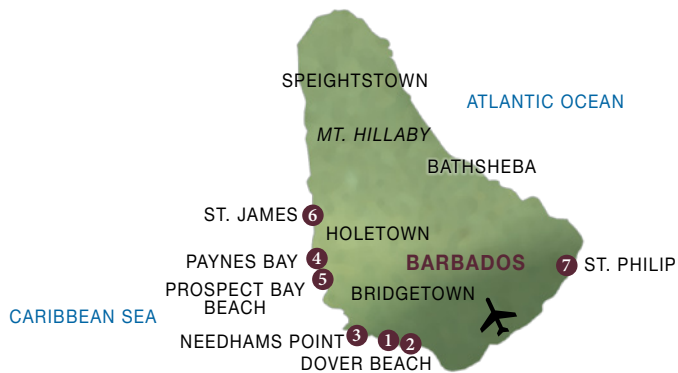 SPEIGHTSTOWN
ATLANTIC OCEAN
MT. HILLABY
BATHSHEBA
ST. JAMES 6
HOLETOWN
PAYNES BAY 4
BARBADOS
7 ST. PHILIP
5
PROSPECT BAY
BEACH
BRIDGETOWN
CARIBBEAN SEA
NEEDHAMS POINT 3
1 2
DOVER BEACH